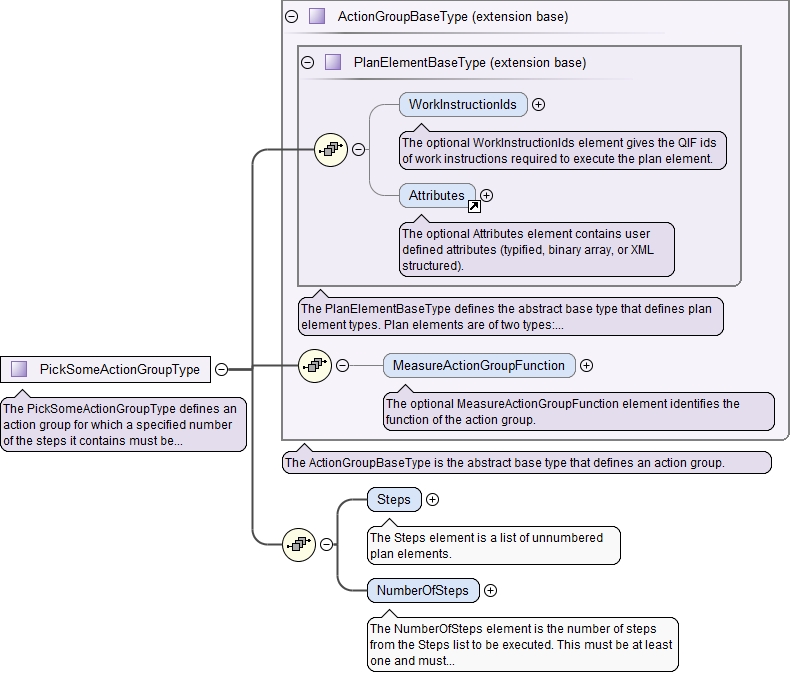 ActionGroupBaseType (extension base)
PlanElementBaseType (extension base)
WorkInstructionIds
The optional WorkInstructionIds element gives the QIF ids
of work instructions required to execute the plan element.
Attributes
The optional Attributes element contains user
defined attributes (typified, binary array, or XML
structured).
The PlanElementBaseType defines the abstract base type that defines plan
element types. Plan elements are of two types:...
PickSomeActionGroupType
The PickSomeActionGroupType defines an
action group for which a specified number
of the steps it contains must be...
MeasureActionGroupFunction
The optional MeasureActionGroupFunction element identifies the
function of the action group.
The ActionGroupBaseType is the abstract base type that defines an action group.
Steps
The Steps element is a list of unnumbered
plan elements.
NumberOfSteps
The NumberOfSteps element is the number of steps
from the Steps list to be executed. This must be at least
one and must...